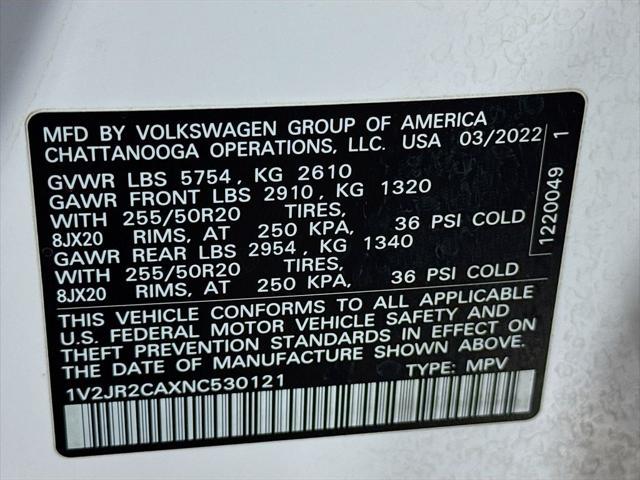 MFD BY VOLKSWAGEN GROUP OF AMERICA
CHATTANOOGA OPERATIONS, LLC. USA 03/2022
GVWR LBS 5754, KG 2610
GAWR FRONT LBS 2910, KG 1320
WITH 255/50R20 TIRES,
8JX20 RIMS, AT 250 KPA, 36 PSI COLD
GAWR REAR LBS 2954, KG 1340
WITH 255/50R20 TIRES,
8JX20 RIMS, AT 250 KPA, 36 PSI COLD
THIS VEHICLE CONFORMS TO ALL APPLICABLE
U.S. FEDERAL MOTOR VEHICLE SAFETY AND
THEFT PREVENTION STANDARDS IN EFFECT ON
THE DATE OF MANUFACTURE SHOWN ABOVE.
1V2JR2CAXNC530121 TYPE: MPV
1220049 1